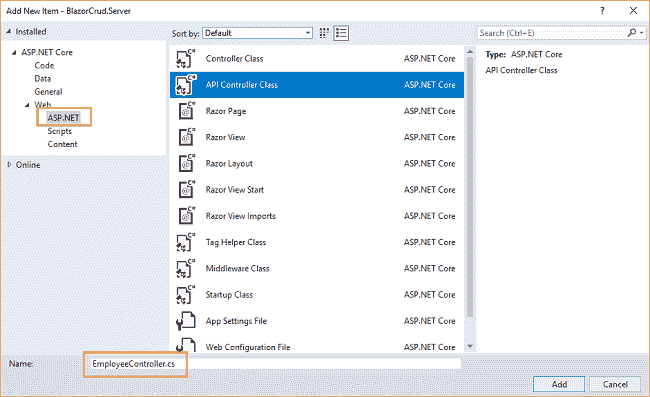 Add New Item - BlazorCrud.Server
Installed
ASP.NET Core
Code
Data
General
Web
ASP.NET
Scripts
Content
Online
Sort by: Default
Controller Class ASP.NET Core
API Controller Class ASP.NET Core
Razor Page ASP.NET Core
Razor View ASP.NET Core
Razor Layout ASP.NET Core
Razor View Start ASP.NET Core
Razor View Imports ASP.NET Core
Tag Helper Class ASP.NET Core
Middleware Class ASP.NET Core
Startup Class ASP.NET Core
App Settings File ASP.NET Core
Web Configuration File ASP.NET Core
Search (Ctrl+E)
Type: ASP.NET Core
API Controller Class
Name: EmployeeController.cs
Add Cancel